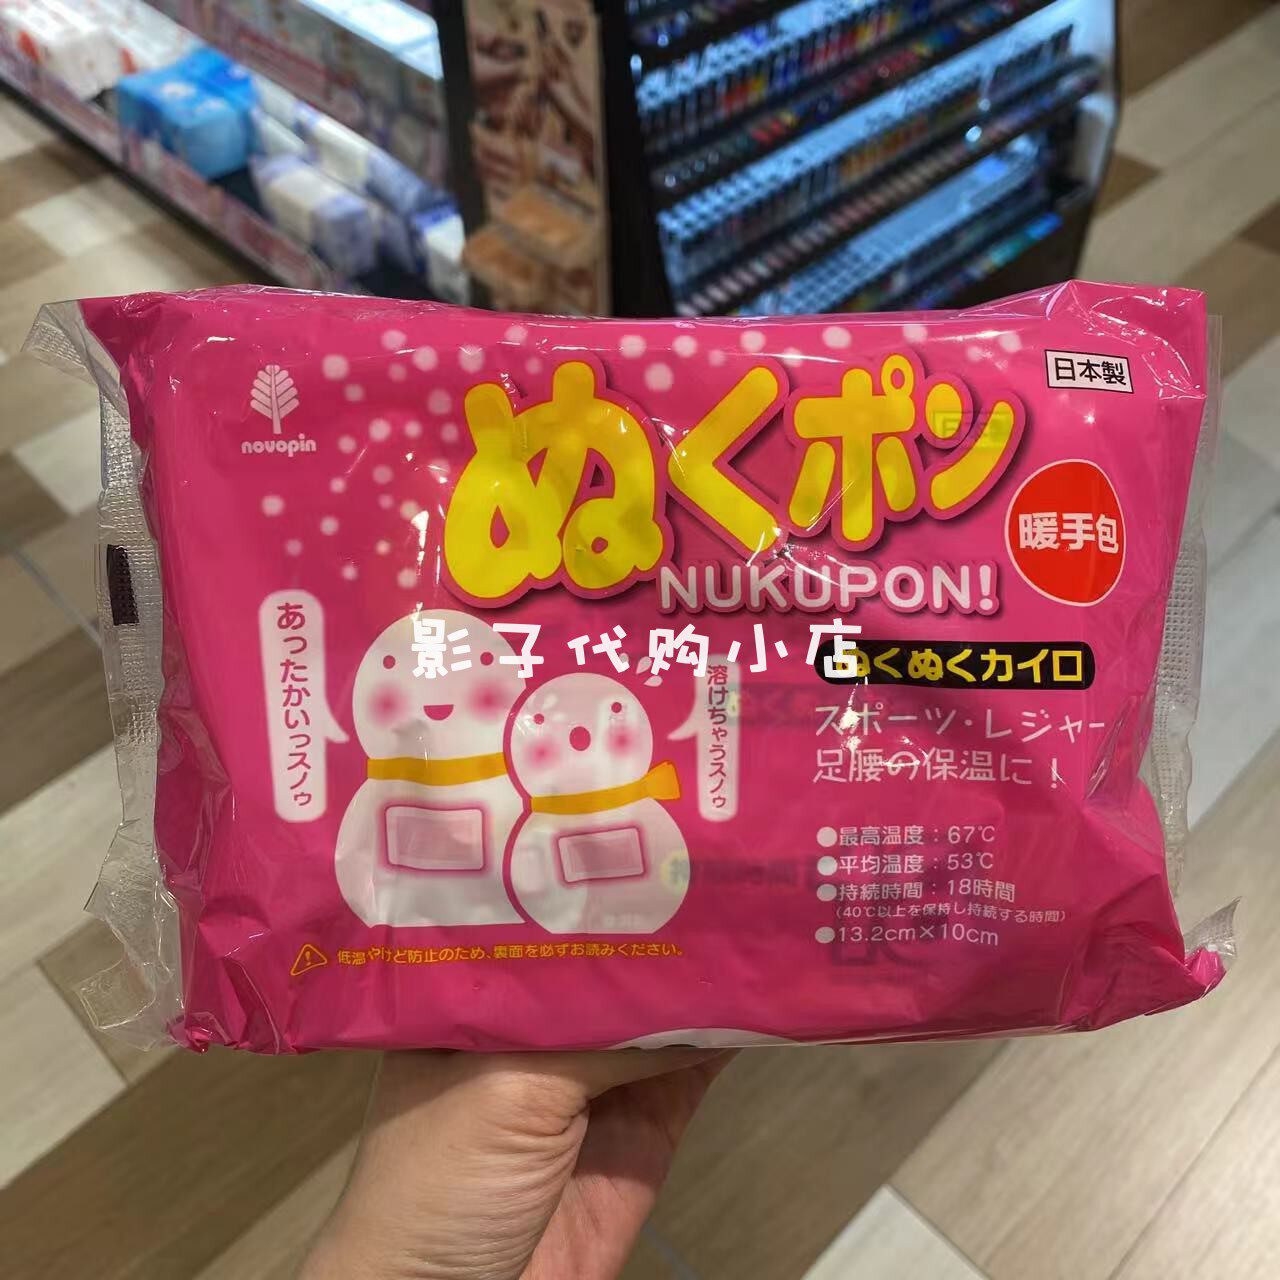 novopin
日本製
ぬくポン
NUKUPON!
暖手包
影子代购小店
ぬくぬくカイロ
スポーツ・レジャー
足腰の保温に！
あったかいっスノゥ
溶けちゃうスノゥ
●最高温度：67℃
●平均温度：53℃
●持続時間：18時間
（40℃以上を保持し持続する時間）
●13.2cm×10cm
低温やけど防止のため、裏面を必ずお読みください。